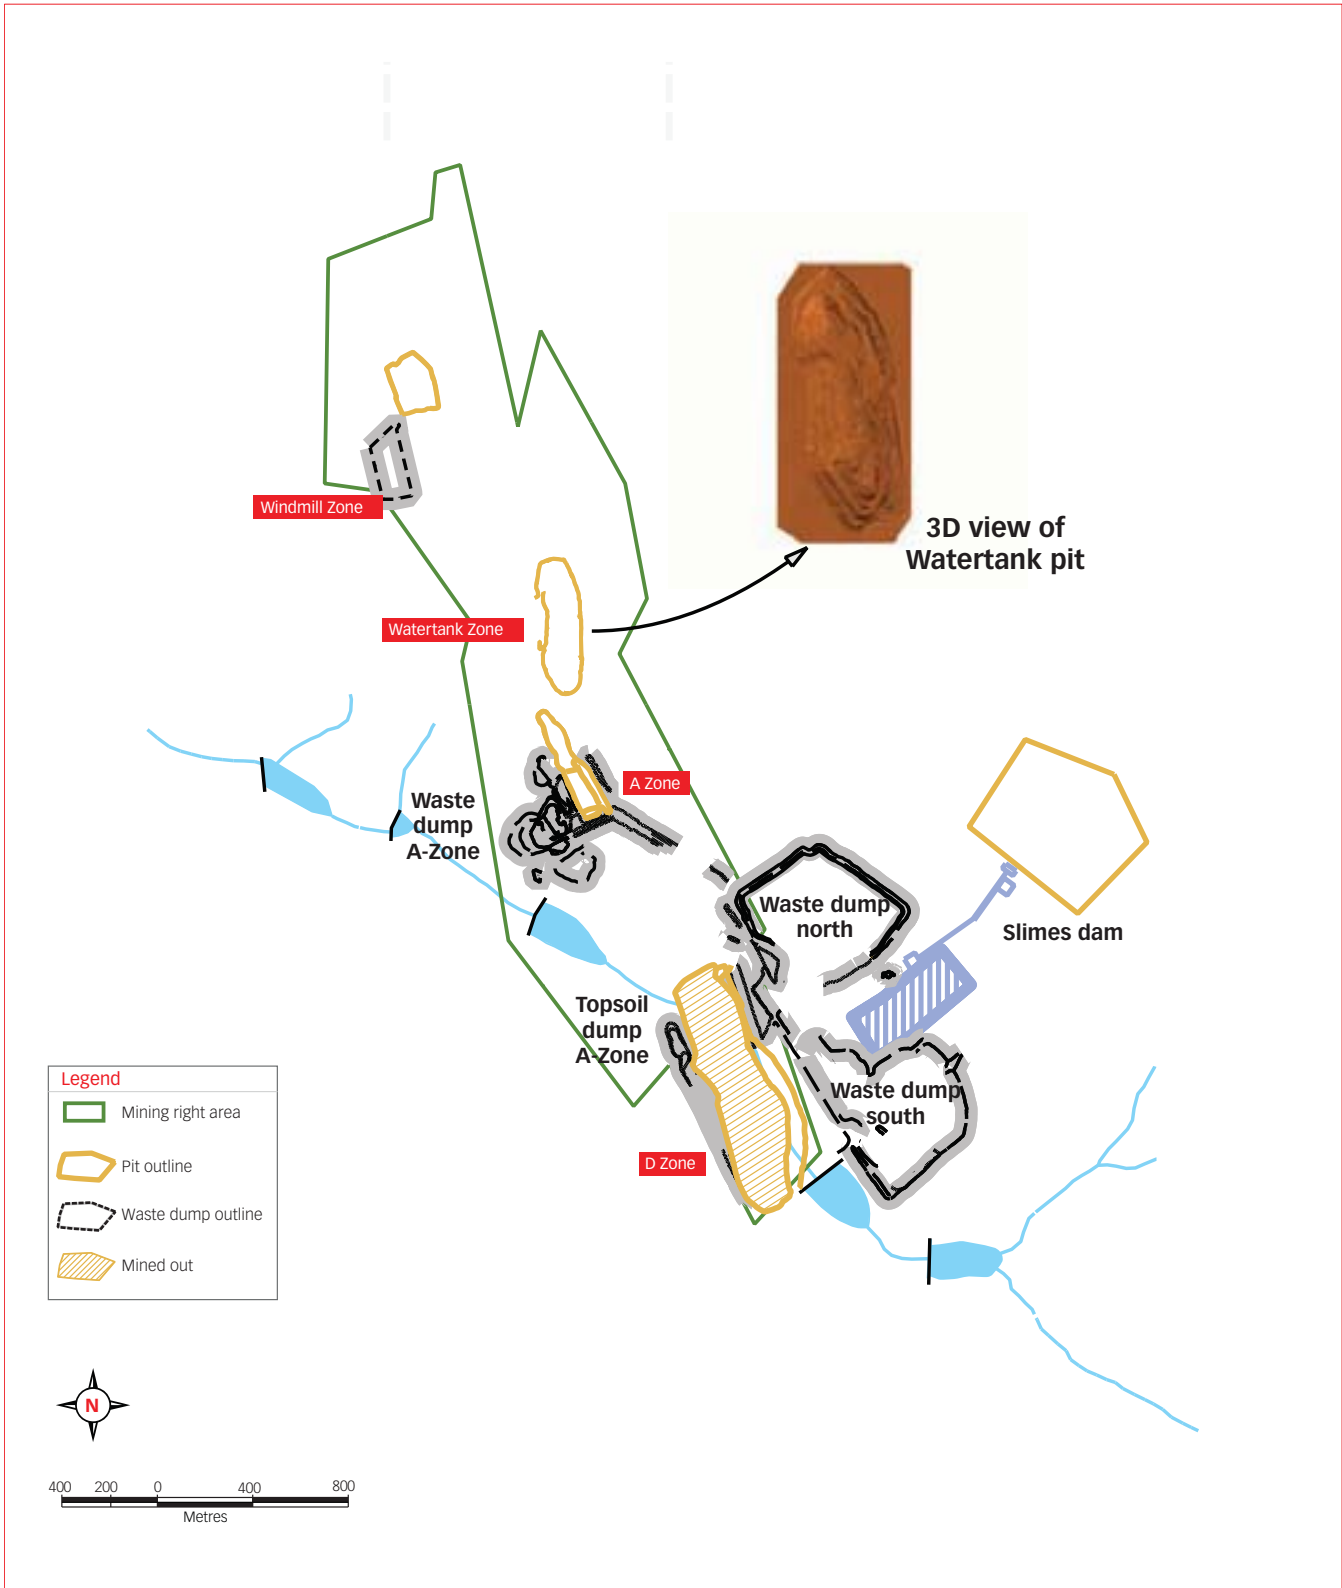 3D view of
Watertank pit
Windmill Zone
Watertank Zone
A Zone
Waste
dump
A-Zone
Waste dump
north
Slimes dam
Topsoil
dump
A-Zone
Waste dump
south
D Zone
Legend
Mining right area
Pit outline
Waste dump outline
Mined out
N
400 200 0 400 800
Metres